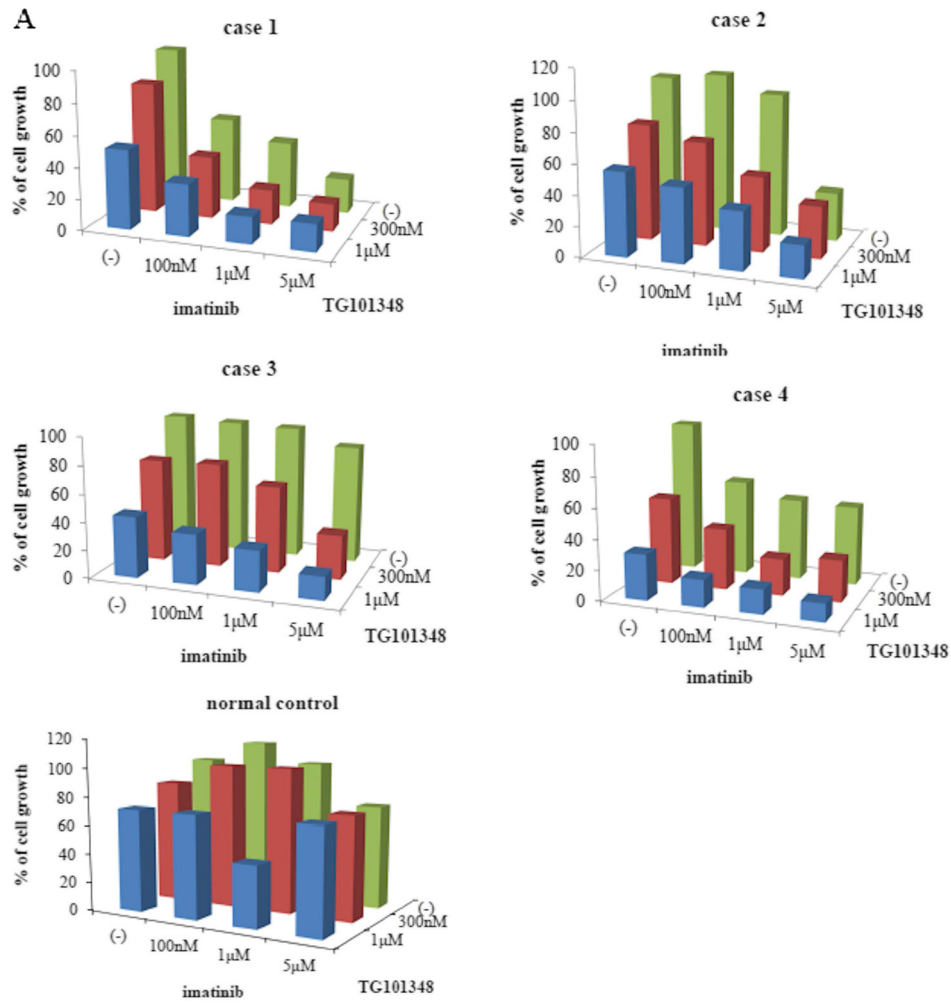 A
case 1
% of cell growth
100
80
60
40
20
0
(-)
100nM
1μM
5μM
imatinib
(-)
300nM
1μM
TG101348
case 2
% of cell growth
120
100
80
60
40
20
0
(-)
100nM
1μM
5μM
imatinib
(-)
300nM
1μM
TG101348
case 3
% of cell growth
100
80
60
40
20
0
(-)
100nM
1μM
5μM
imatinib
(-)
300nM
1μM
TG101348
case 4
% of cell growth
100
80
60
40
20
0
(-)
100nM
1μM
5μM
imatinib
(-)
300nM
1μM
TG101348
normal control
% of cell growth
120
100
80
60
40
20
0
(-)
100nM
1μM
5μM
imatinib
(-)
300nM
1μM
TG101348